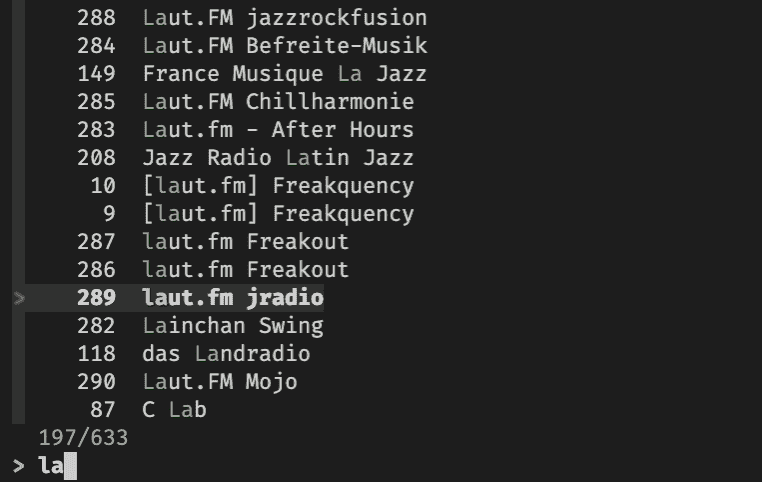 288 Laut.FM jazzrockfusion
284 Laut.FM Befreite-Musik
149 France Musique La Jazz
285 Laut.FM Chillharmonie
283 Laut.fm - After Hours
208 Jazz Radio Latin Jazz
10 [laut.fm] Freakquency
9 [laut.fm] Freakquency
287 laut.fm Freakout
286 laut.fm Freakout
> 289 laut.fm jradio
282 Lainchan Swing
118 das Landradio
290 Laut.FM Mojo
87 C Lab
197/633
> la